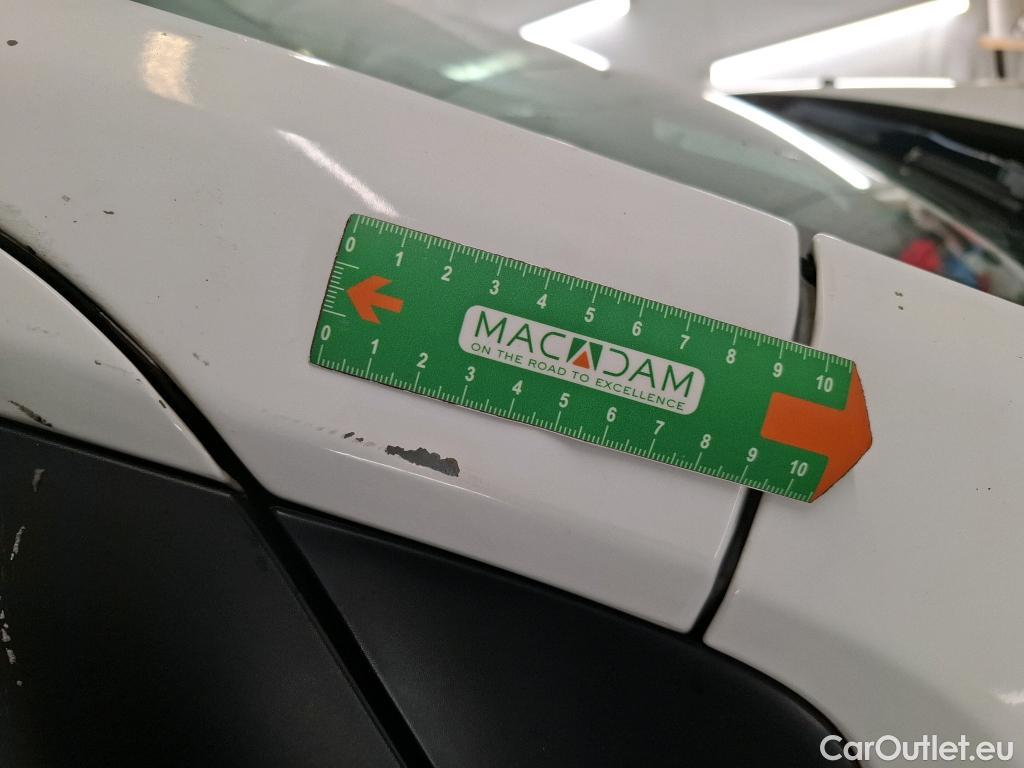 0 1 2 3 4 5 6 7 8 9 10
MACADAM
ON THE ROAD TO EXCELLENCE
0 1 2 3 4 5 6 7 8 9 10
CarOutlet.eu